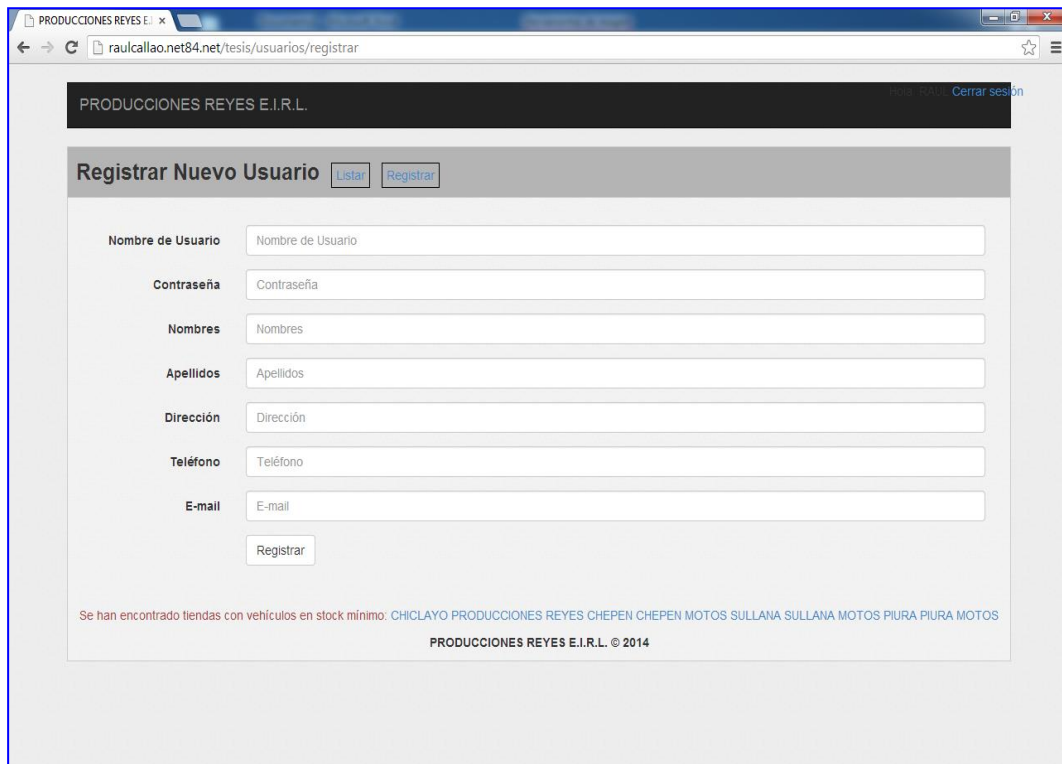 PRODUCCIONES REYES E.I
raulcallao.net84.net/tesis/usuarios/registrar
Hola, RAUL Cerrar sesión
PRODUCCIONES REYES E.I.R.L.
Registrar Nuevo Usuario Listar Registrar
Nombre de Usuario Nombre de Usuario
Contraseña Contraseña
Nombres Nombres
Apellidos Apellidos
Dirección Dirección
Teléfono Teléfono
E-mail E-mail
Registrar
Se han encontrado tiendas con vehículos en stock mínimo: CHICLAYO PRODUCCIONES REYES CHEPEN CHEPEN MOTOS SULLANA SULLANA MOTOS PIURA PIURA MOTOS
PRODUCCIONES REYES E.I.R.L. © 2014